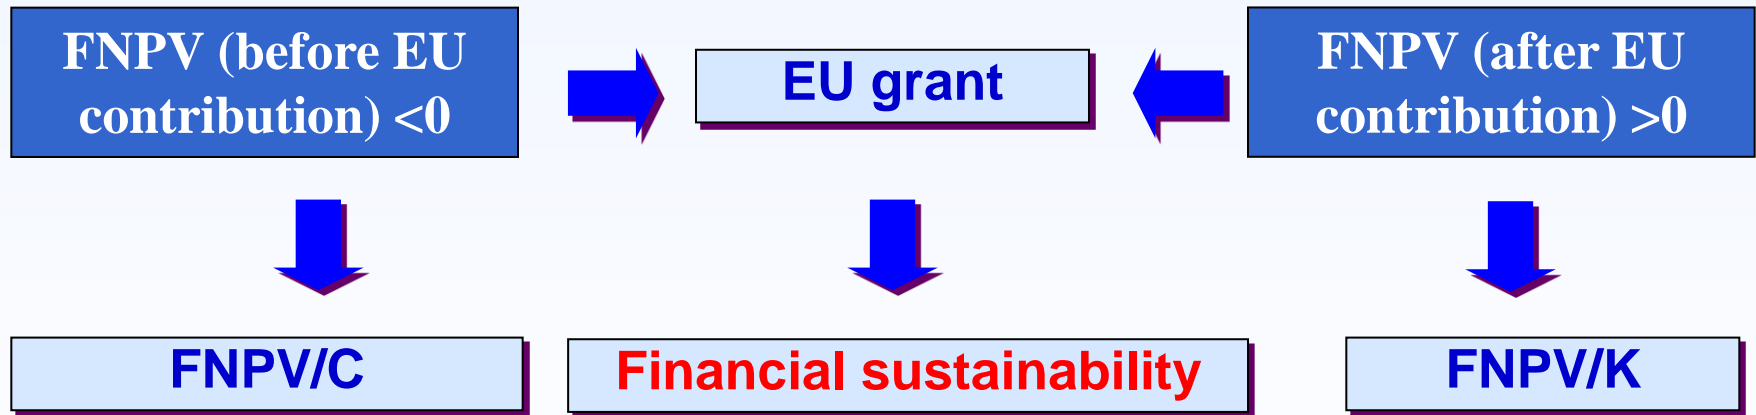 FNPV (before EU
contribution) <0
EU grant
FNPV (after EU
contribution) >0
FNPV/C
Financial sustainability
FNPV/K